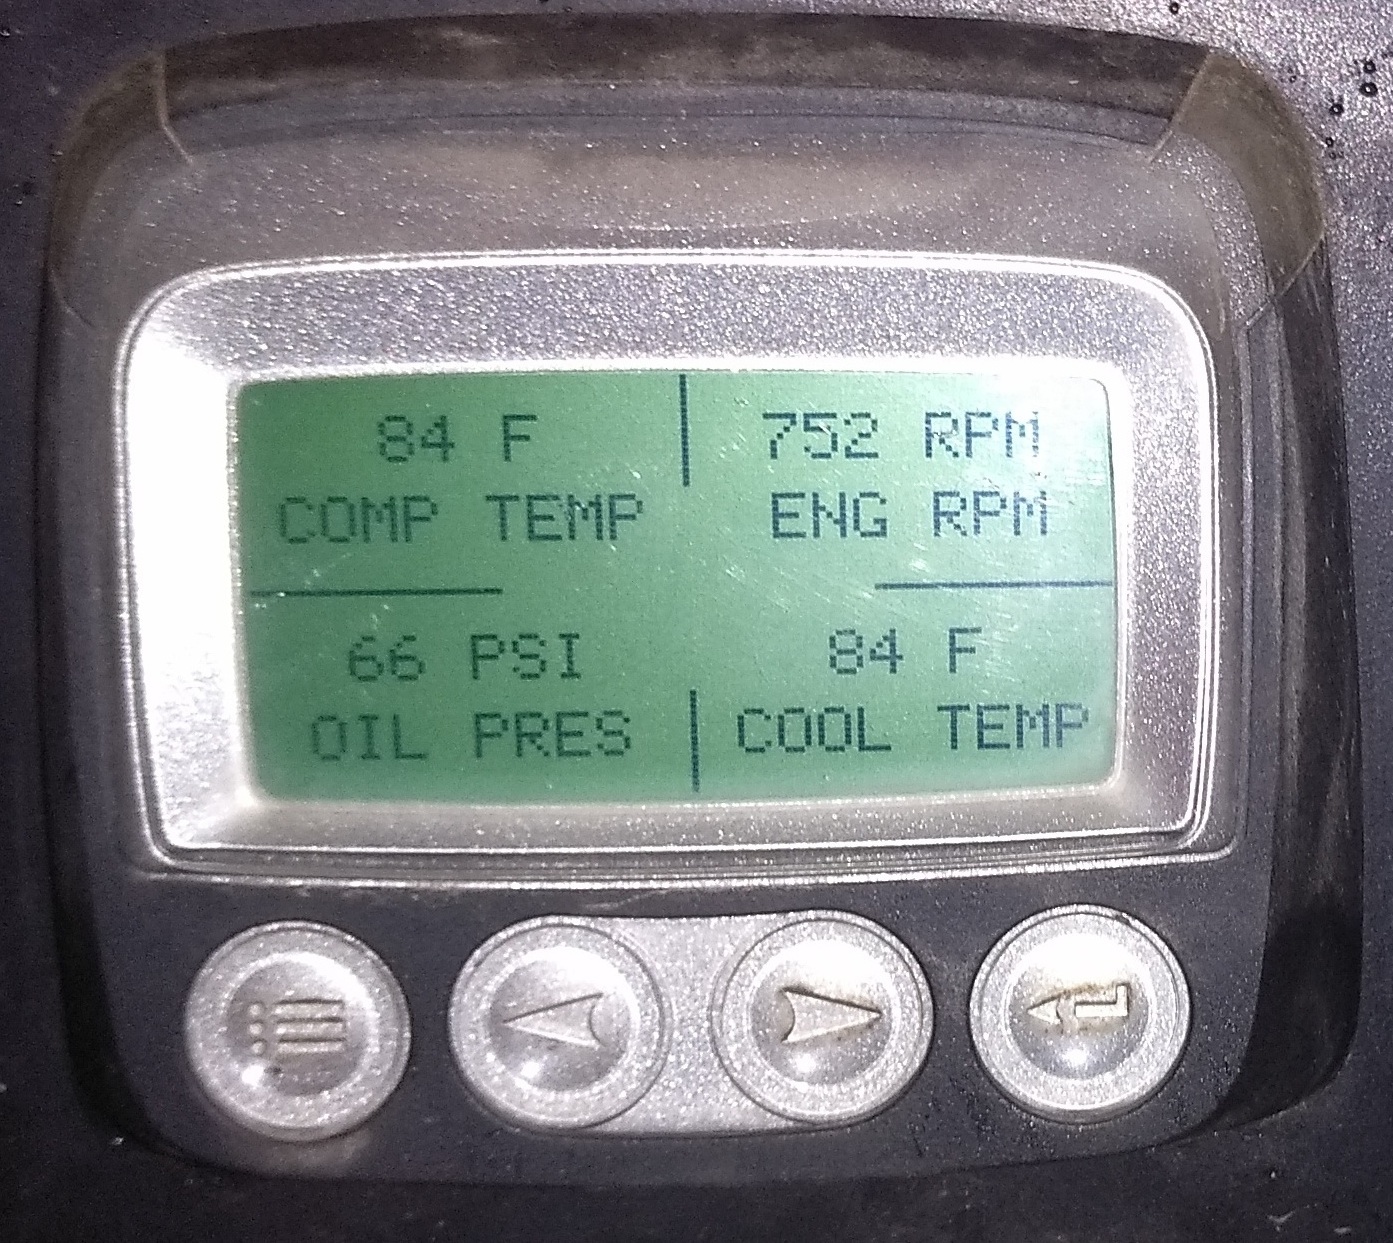 84 F
COMP TEMP
752 RPM
ENG RPM
66 PSI
OIL PRES
84 F
COOL TEMP